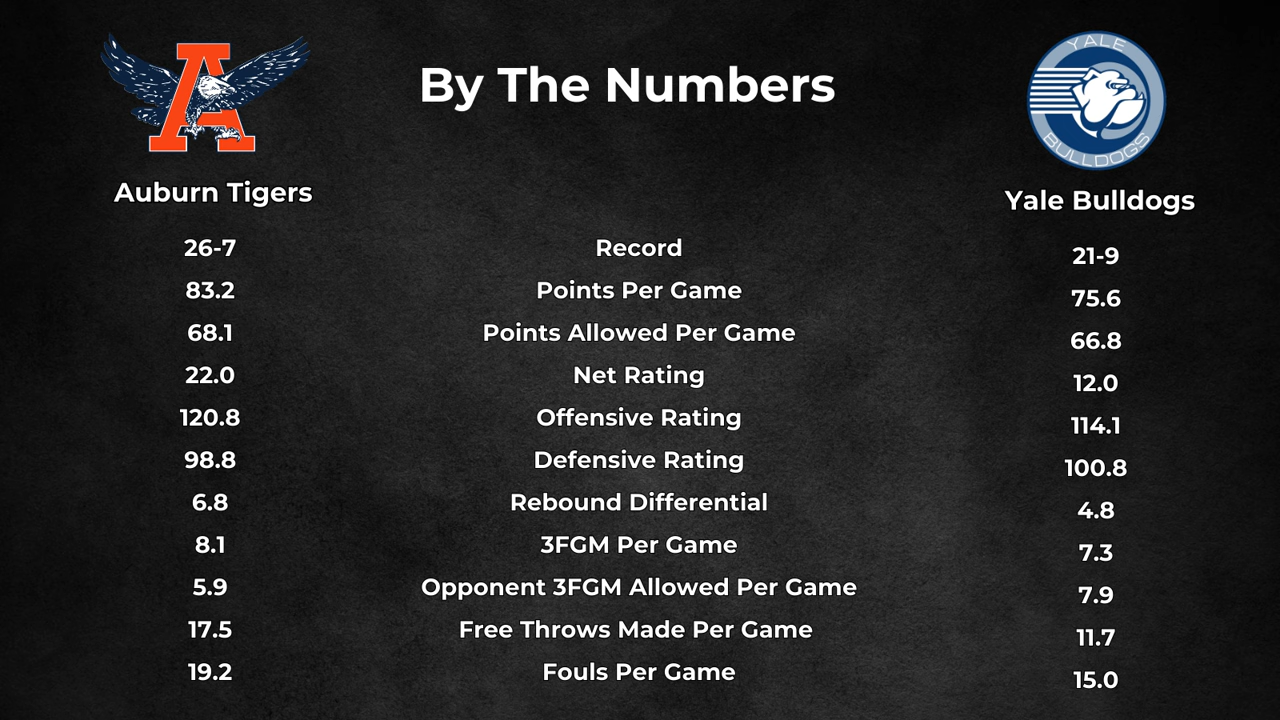 By The Numbers
YALE
BULLDOGS
A
Auburn Tigers
Yale Bulldogs
26-7 Record 21-9
83.2 Points Per Game 75.6
68.1 Points Allowed Per Game 66.8
22.0 Net Rating 12.0
120.8 Offensive Rating 114.1
98.8 Defensive Rating 100.8
6.8 Rebound Differential 4.8
8.1 3FGM Per Game 7.3
5.9 Opponent 3FGM Allowed Per Game 7.9
17.5 Free Throws Made Per Game 11.7
19.2 Fouls Per Game 15.0